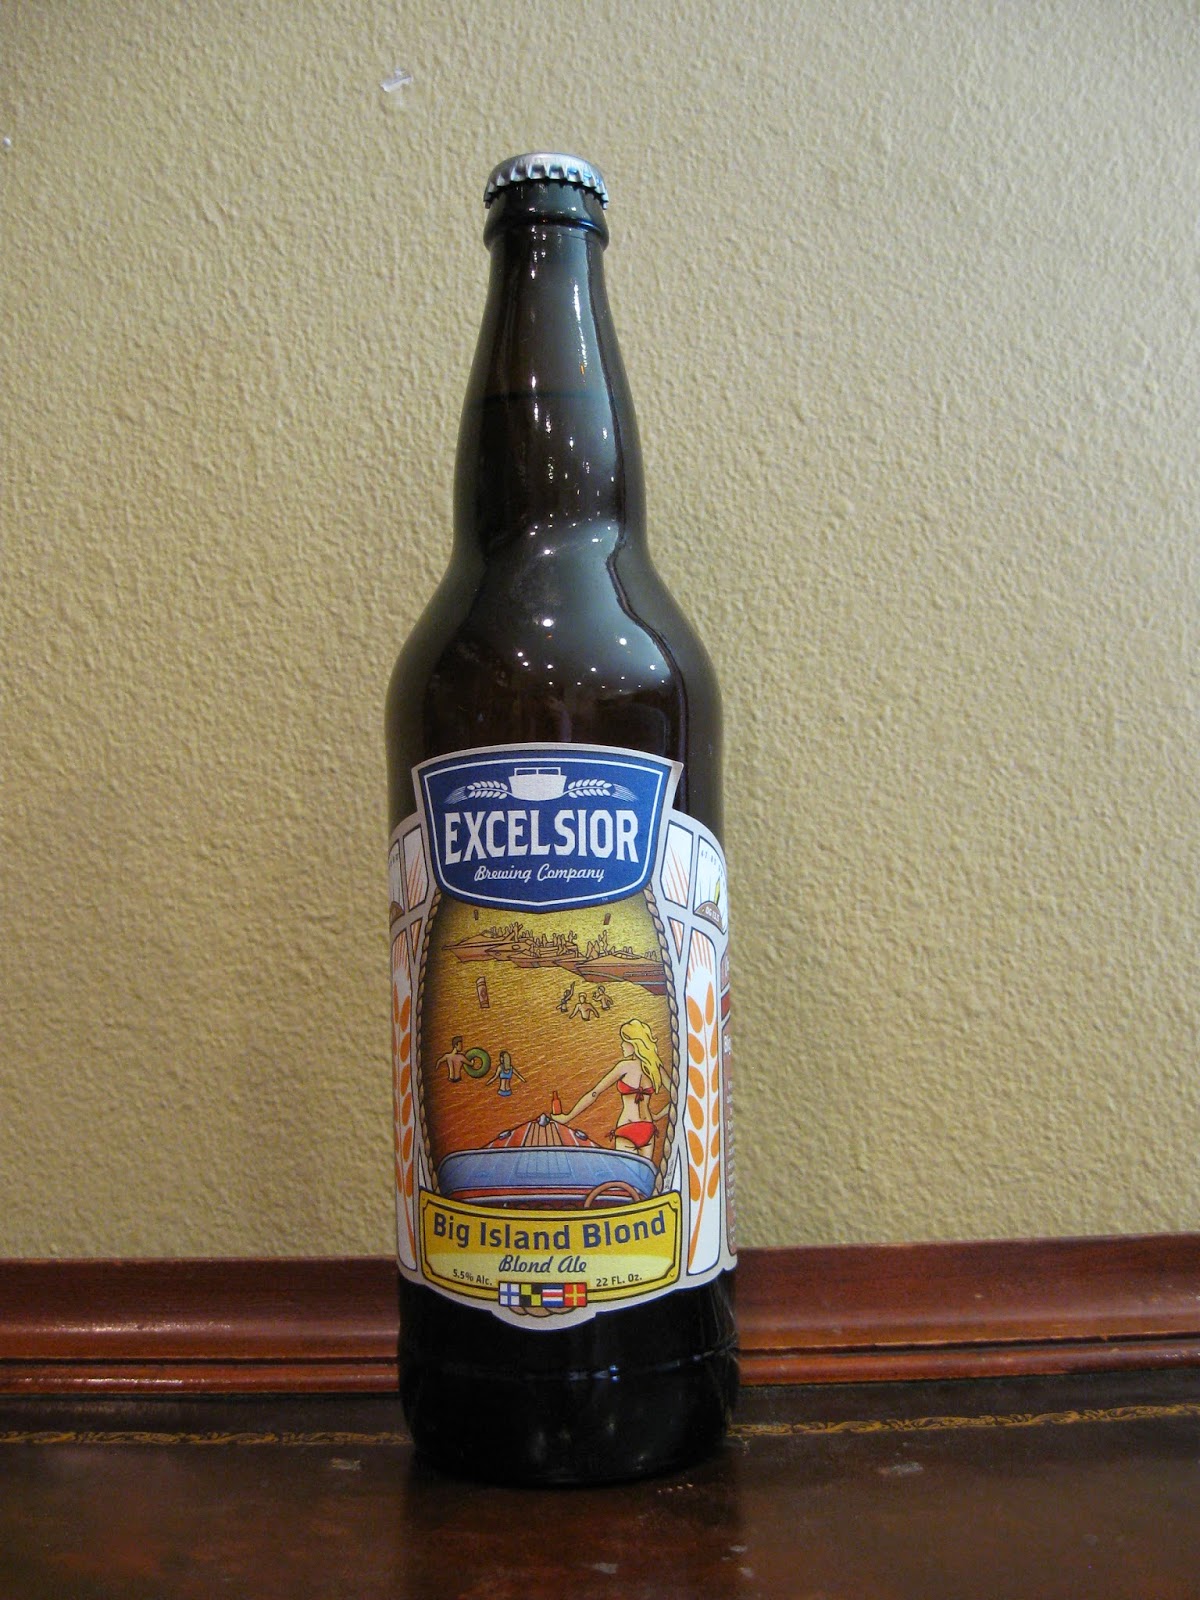 EXCELSIOR
Brewing Company
Big Island Blond
Blond Ale
5.5% Alc.
22 FL. Oz.